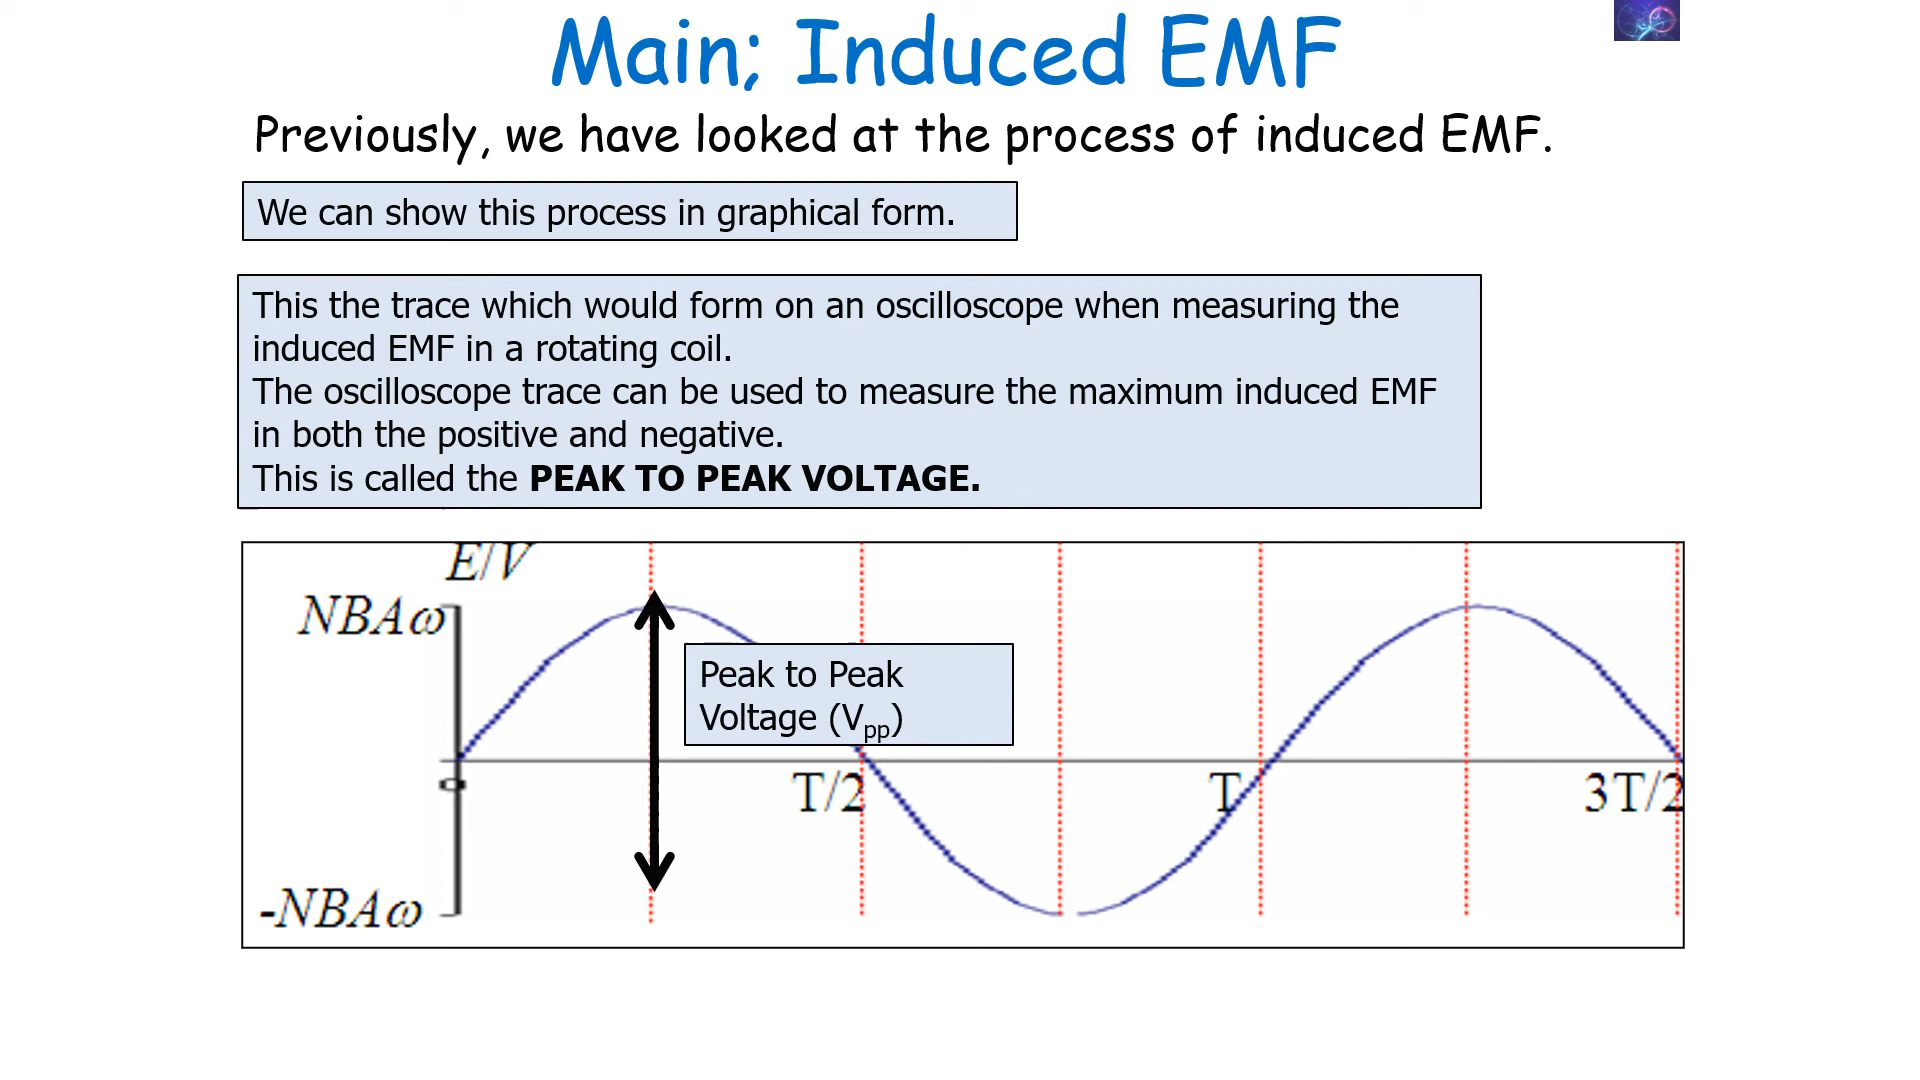 Main; Induced EMF
Previously, we have looked at the process of induced EMF.
We can show this process in graphical form.
This the trace which would form on an oscilloscope when measuring the
induced EMF in a rotating coil.
The oscilloscope trace can be used to measure the maximum induced EMF
in both the positive and negative.
This is called the PEAK TO PEAK VOLTAGE.
E/V
NBAω
Peak to Peak
Voltage (Vpp)
0
T/2
T
3T/2
-NBAω